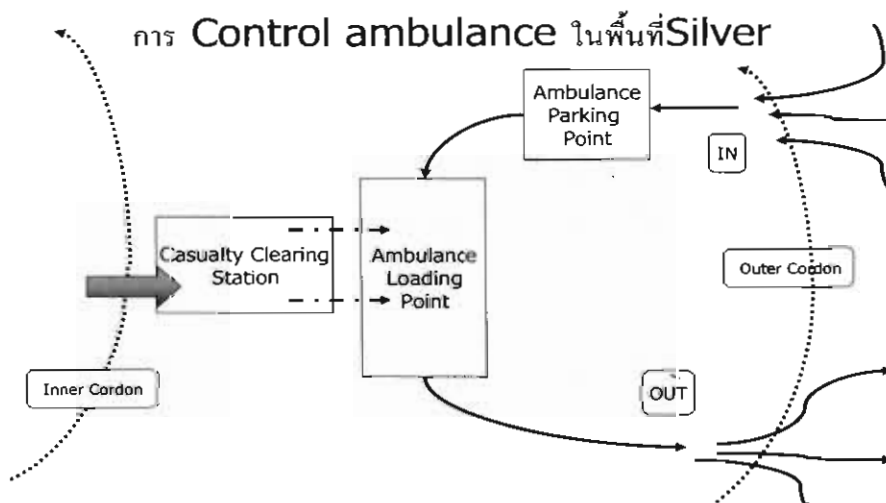 การ Control ambulance ในพื้นที่Silver
Ambulance
Parking
Point
IN
Casualty Clearing
Station
Ambulance
Loading
Point
Outer Cordon
Inner Cordon
OUT